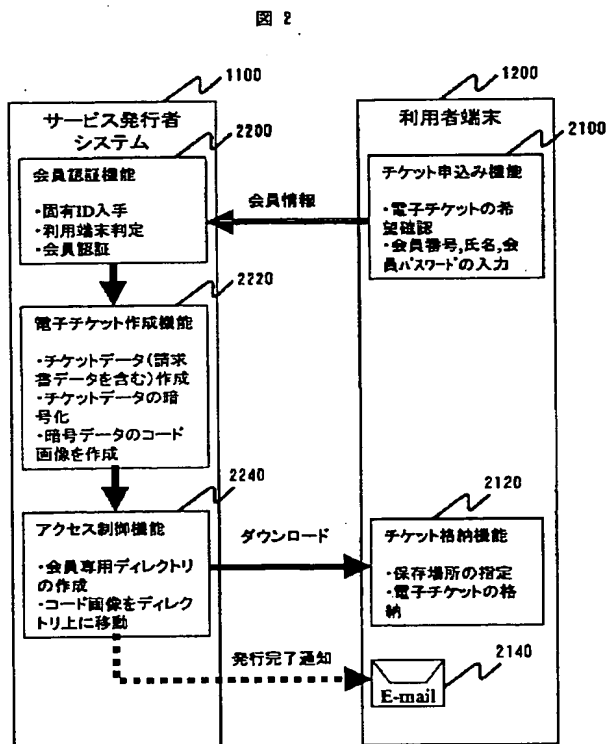 図 2
1100
サービス発行者
システム
2200
会員認証機能
・固有ID入手
・利用端末判定
・会員認証
2220
電子チケット作成機能
・チケットデータ(請求
書データを含む)作成
・チケットデータの暗
号化
・暗号データのコード
画像を作成
2240
アクセス制御機能
・会員専用ディレクトリ
の作成
・コード画像をディレク
トリ上に移動
会員情報
ダウンロード
発行完了通知
1200
利用者端末
2100
チケット申込み機能
・電子チケットの希
望確認
・会員番号,氏名,会
員パスワードの入力
2120
チケット格納機能
・保存場所の指定
・電子チケットの格
納
2140
E-mail